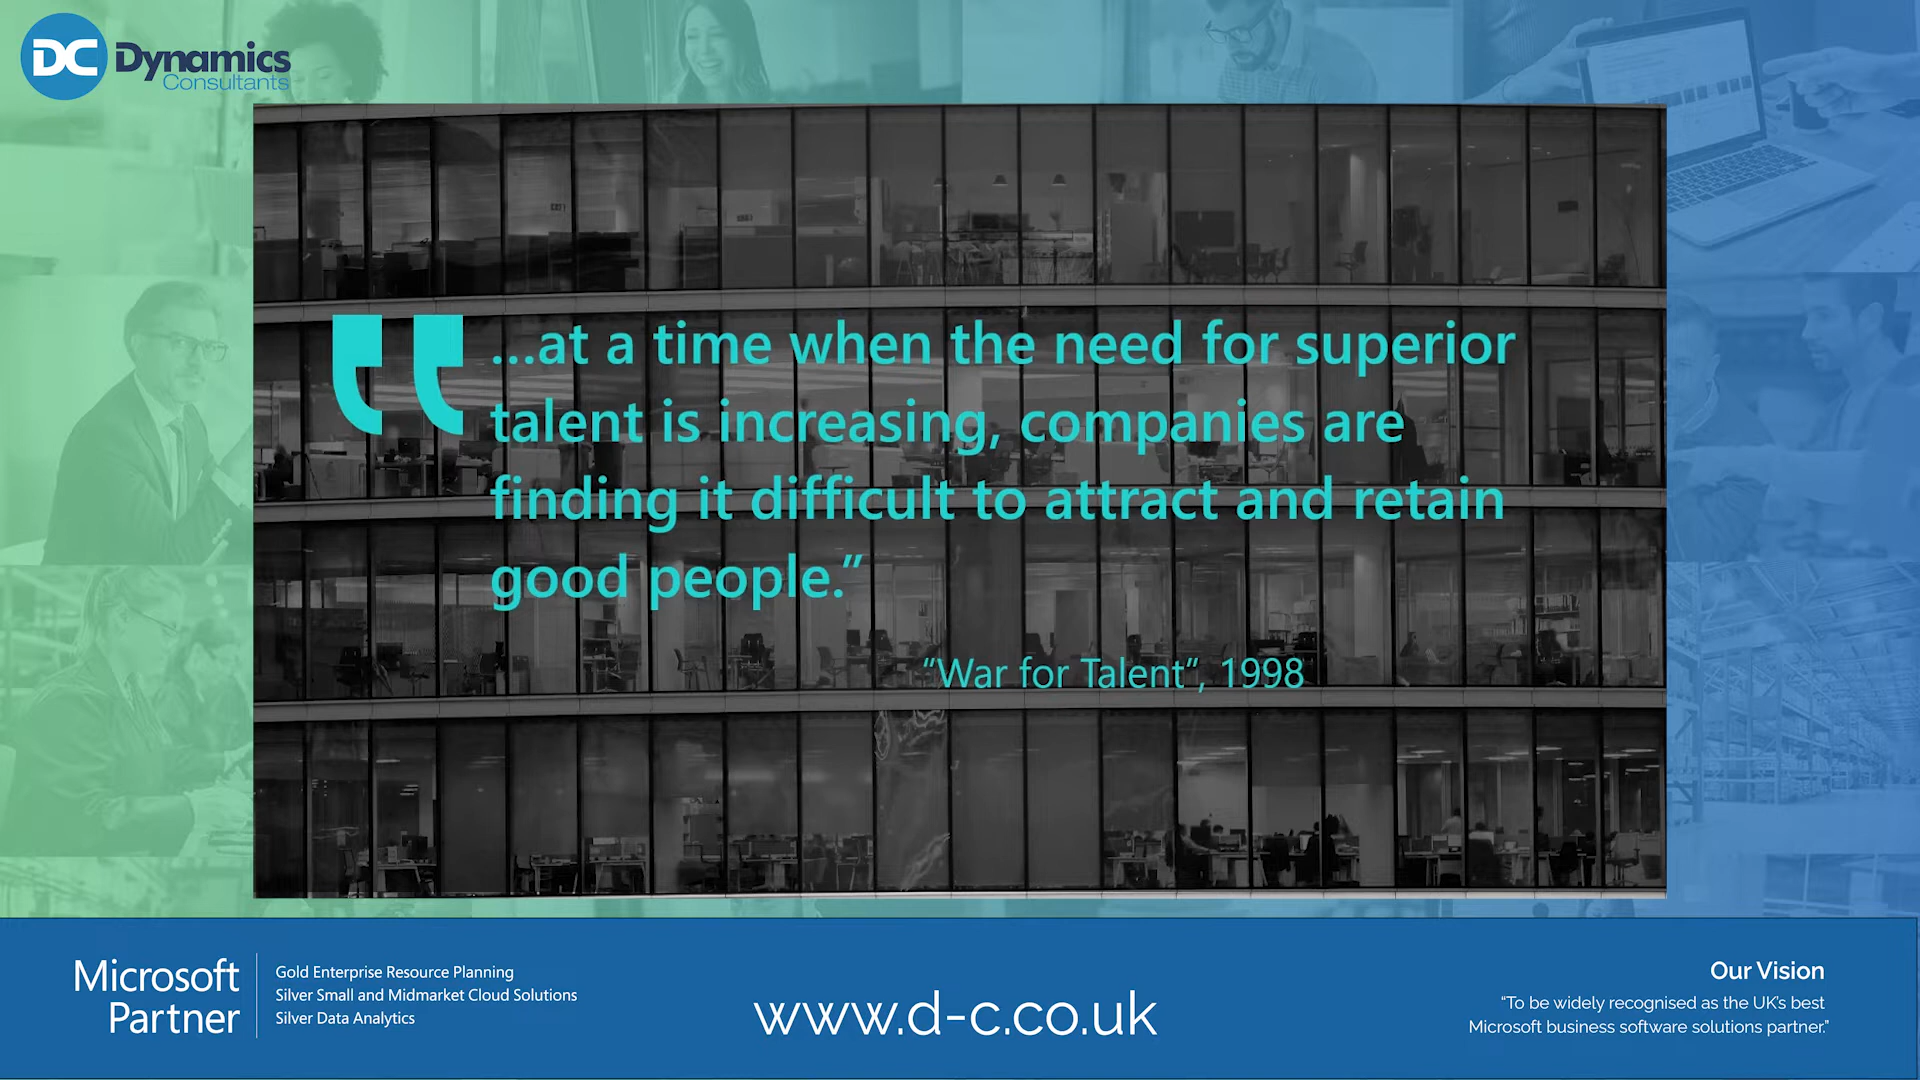 DC Dynamics
Consultants
“…at a time when the need for superior
talent is increasing, companies are
finding it difficult to attract and retain
good people.”
“War for Talent”, 1998
Microsoft
Partner
Gold Enterprise Resource Planning
Silver Small and Midmarket Cloud Solutions
Silver Data Analytics
www.d-c.co.uk
Our Vision
“To be widely recognised as the UK’s best
Microsoft business software solutions partner.”